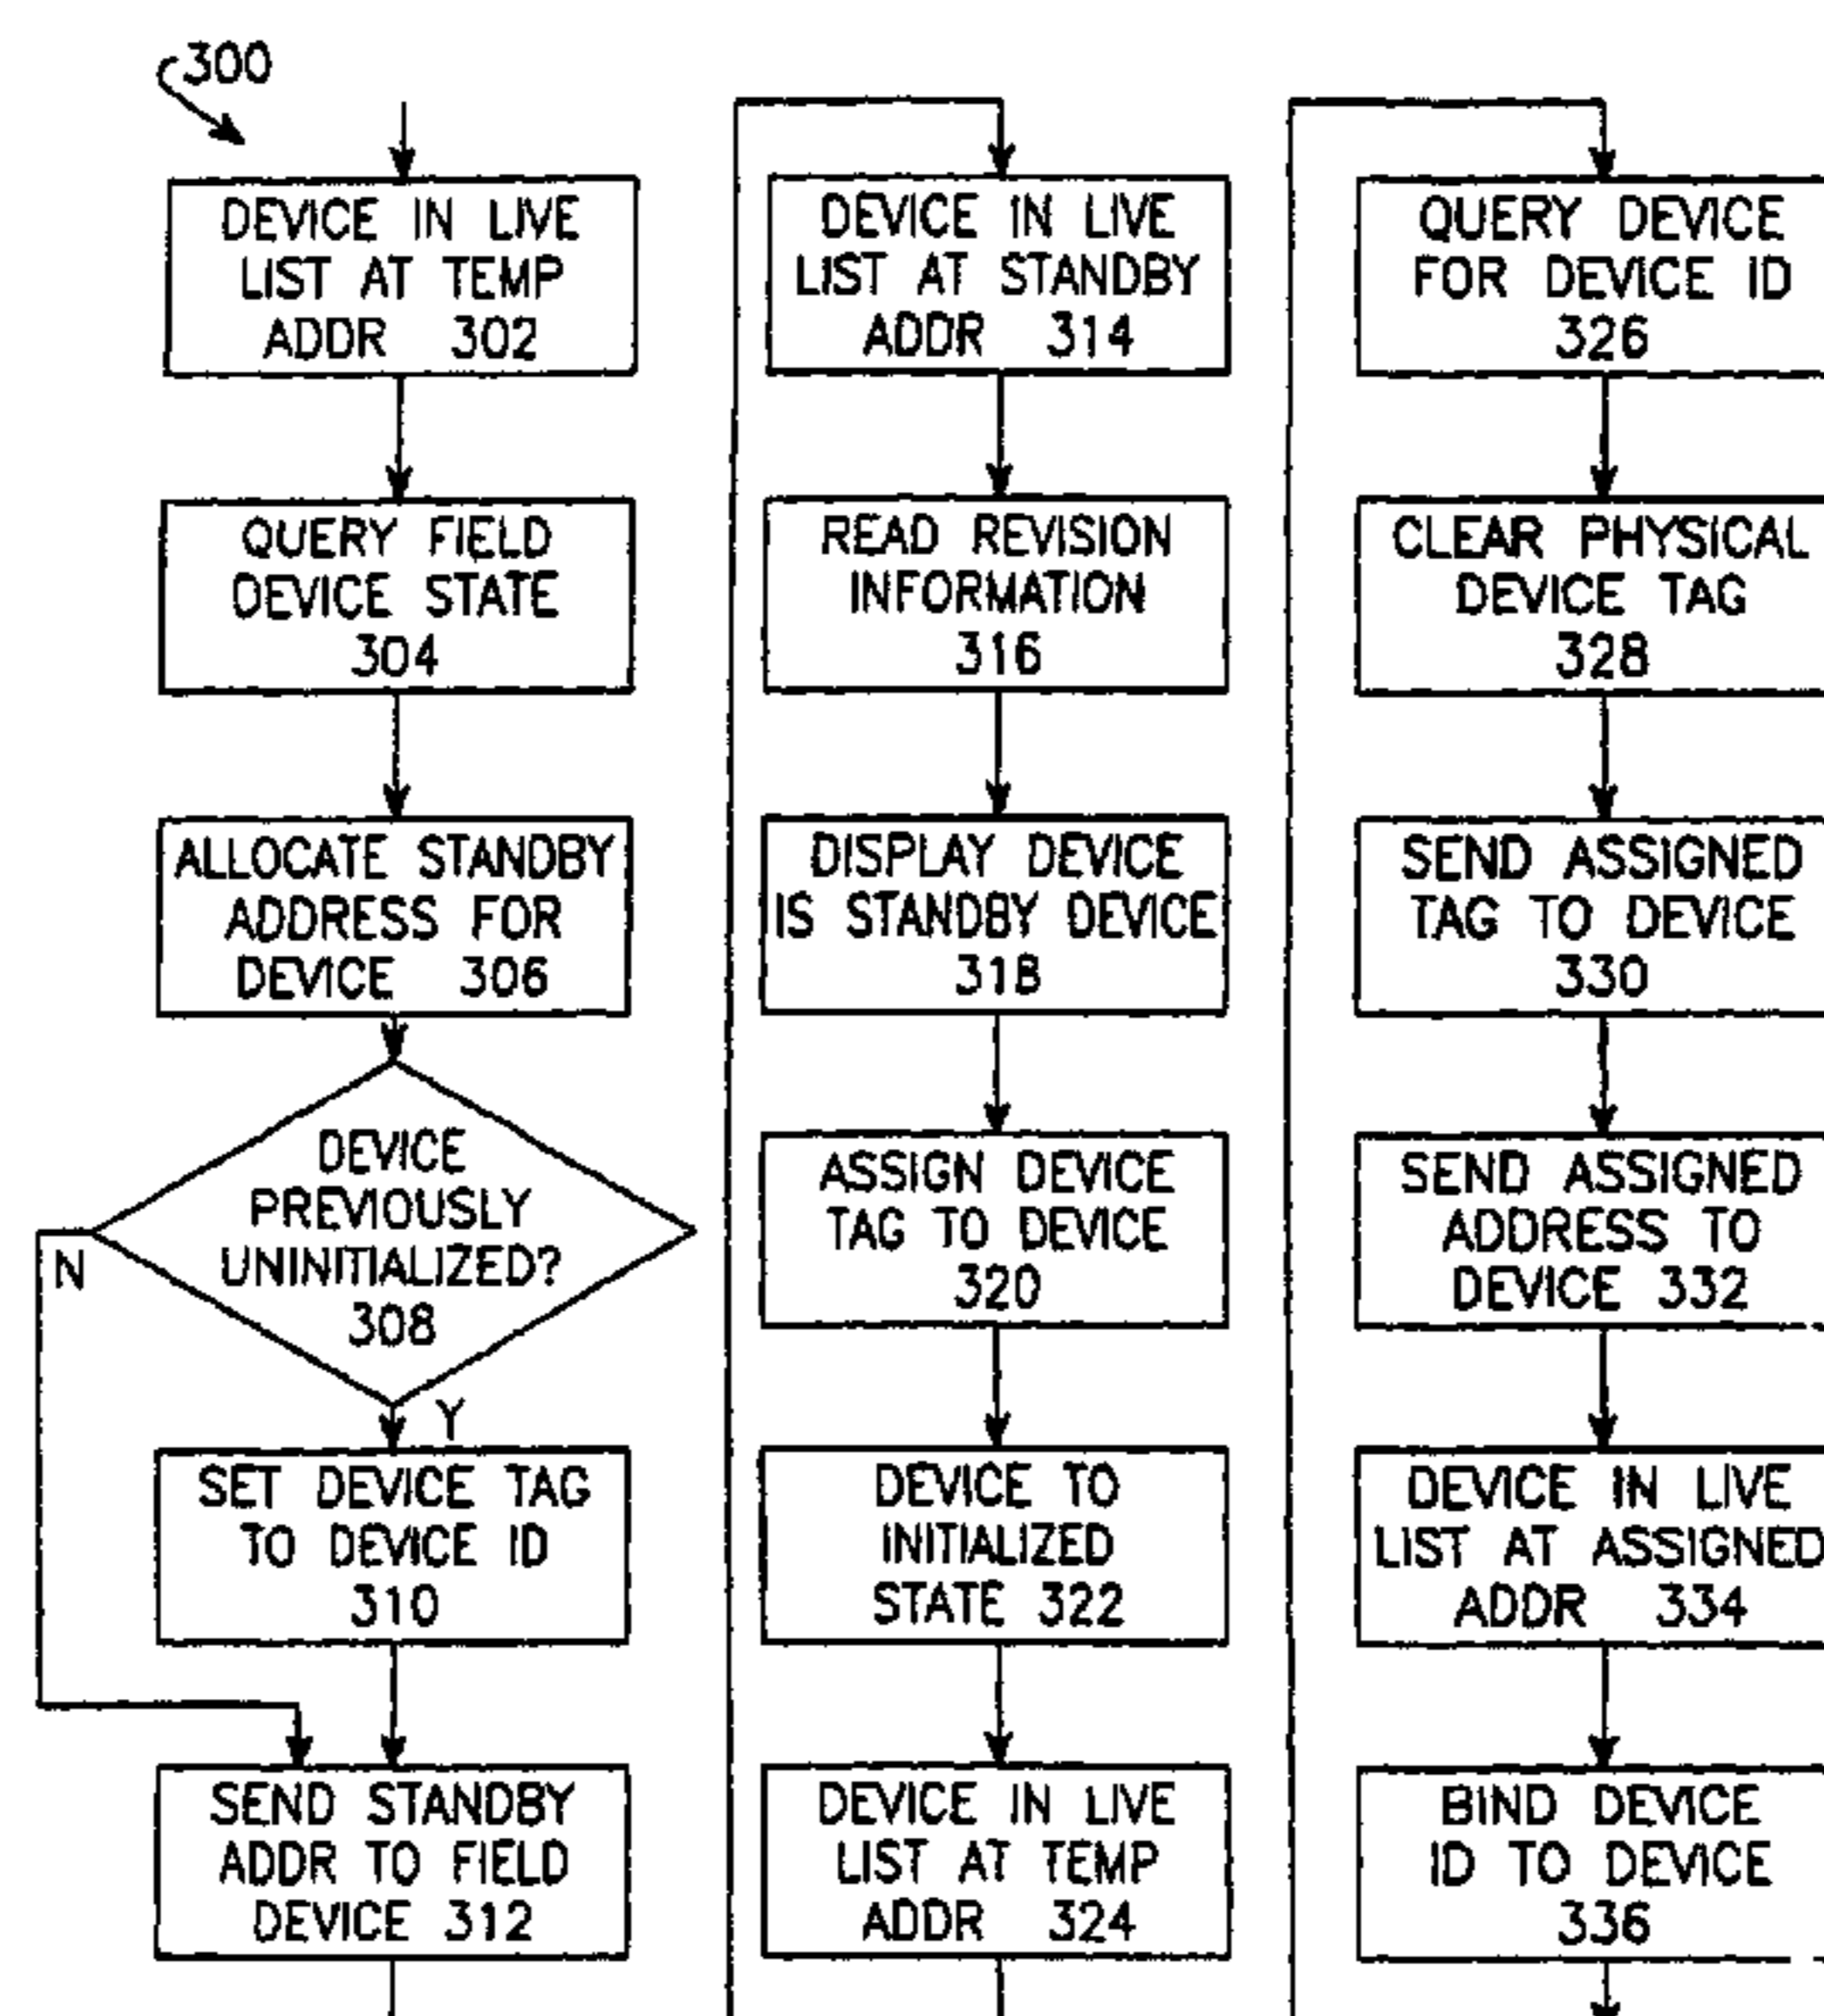 300
DEVICE IN LIVE
LIST AT TEMP
ADDR 302
QUERY FIELD
DEVICE STATE
304
ALLOCATE STANDBY
ADDRESS FOR
DEVICE 306
DEVICE
PREVIOUSLY
UNINITIALIZED?
308
N
Y
SET DEVICE TAG
TO DEVICE ID
310
SEND STANDBY
ADDR TO FIELD
DEVICE 312
DEVICE IN LIVE
LIST AT STANDBY
ADDR 314
READ REVISION
INFORMATION
316
DISPLAY DEVICE
IS STANDBY DEVICE
318
ASSIGN DEVICE
TAG TO DEVICE
320
DEVICE TO
INITIALIZED
STATE 322
DEVICE IN LIVE
LIST AT TEMP
ADDR 324
QUERY DEVICE
FOR DEVICE ID
326
CLEAR PHYSICAL
DEVICE TAG
328
SEND ASSIGNED
TAG TO DEVICE
330
SEND ASSIGNED
ADDRESS TO
DEVICE 332
DEVICE IN LIVE
LIST AT ASSIGNED
ADDR 334
BIND DEVICE
ID TO DEVICE
336